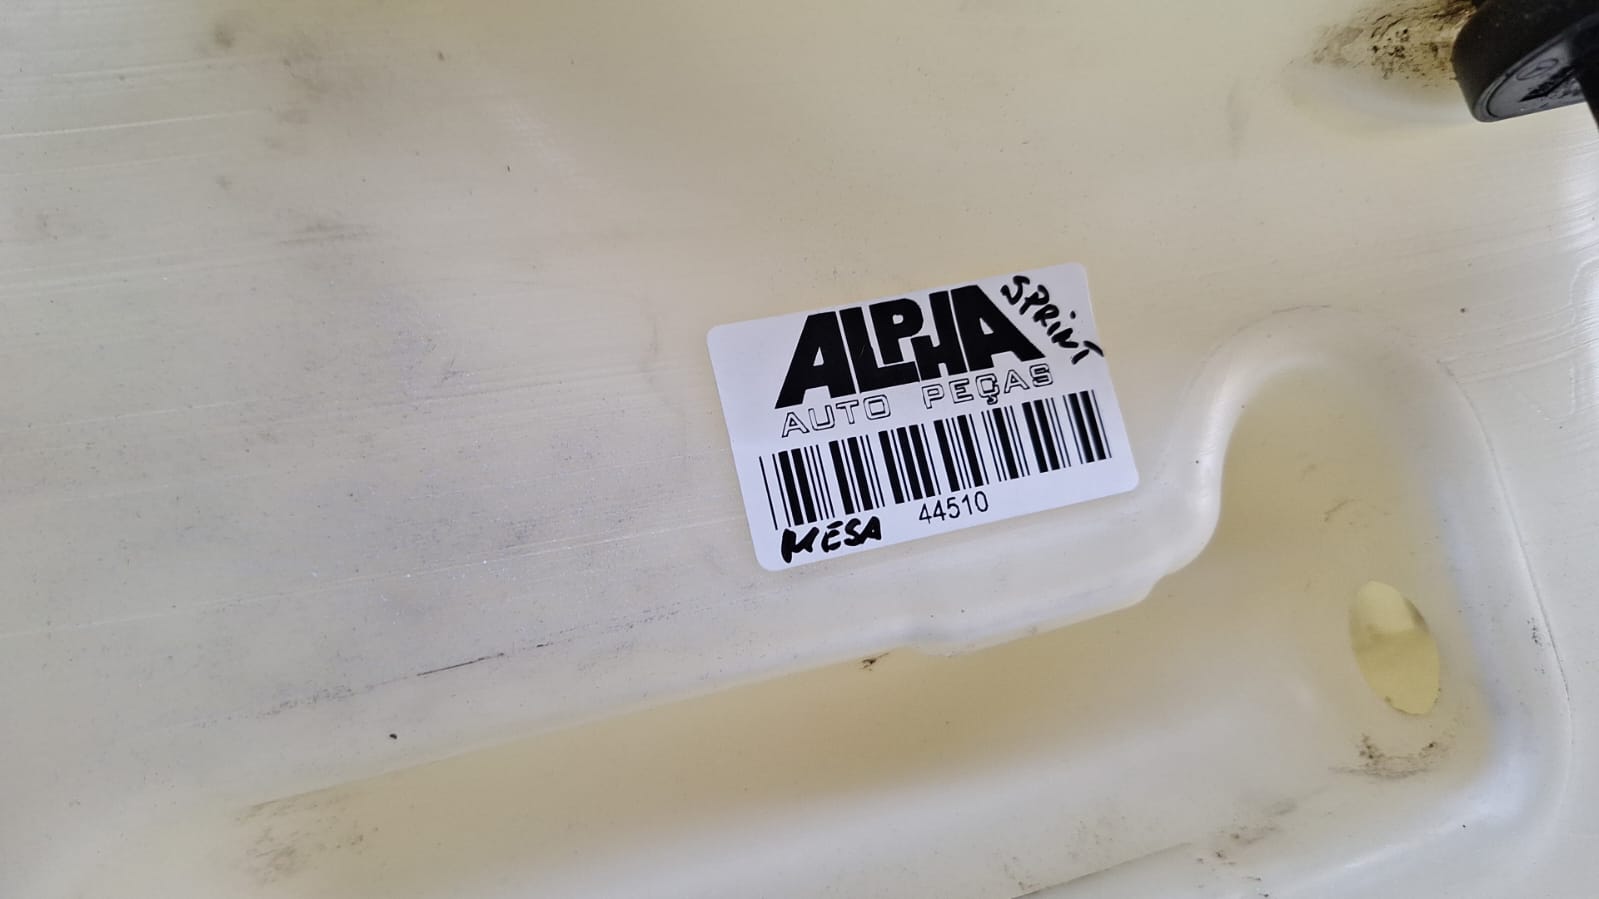 ALPHA
SPRINT
AUTO PEÇAS
44510
MESA